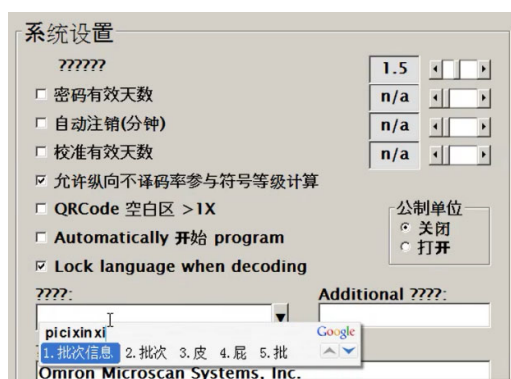 系统设置
??????
1.5
密码有效天数
n/a
自动注销(分钟)
n/a
校准有效天数
n/a
允许纵向不译码率参与符号等级计算
QRCode 空白区 >1X
公制单位
关闭
打开
Automatically 开始 program
Lock language when decoding
????:
Additional ????:
picixinxi
Google
1.批次信息 2.批次 3.皮 4.屁 5.批
Omron Microscan Systems, Inc.